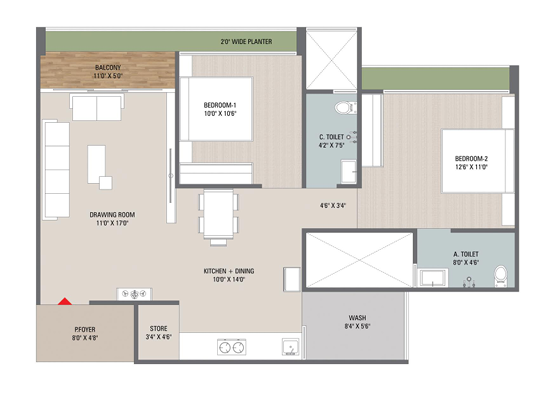 2'0" WIDE PLANTER
BALCONY
11'0" X 5'0"
BEDROOM-1
10'0" X 10'6"
C. TOILET
4'2" X 7'5"
BEDROOM-2
12'6" X 11'0"
4'6" X 3'4"
DRAWING ROOM
11'0" X 17'0"
KITCHEN + DINING
10'0" X 14'0"
A. TOILET
8'0" X 4'6"
P.FOYER
8'0" X 4'8"
STORE
3'4" X 4'6"
WASH
8'4" X 5'6"